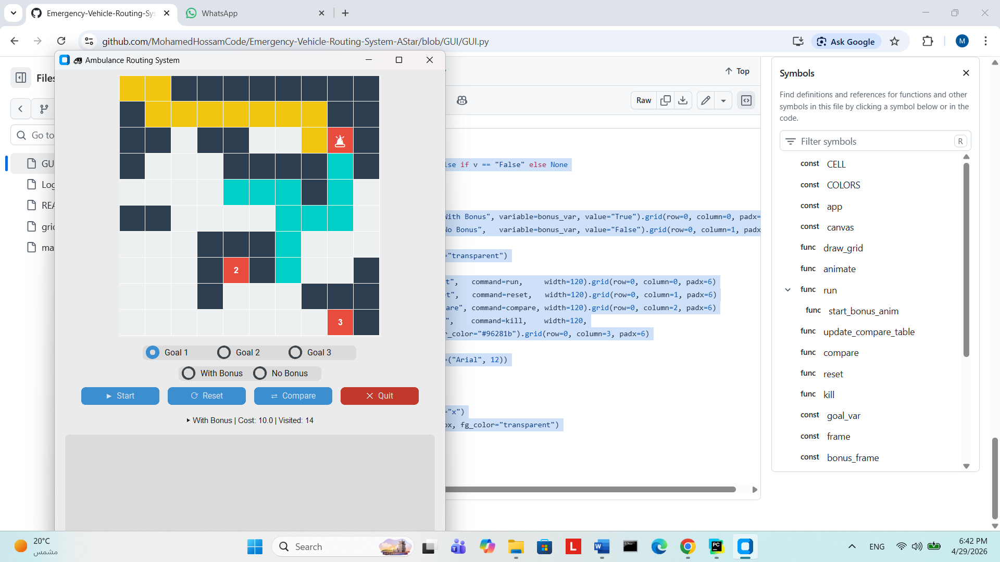 Emergency-Vehicle-Routing-Sys
WhatsApp
github.com/MohamedHossamCode/Emergency-Vehicle-Routing-System-AStar/blob/GUI/GUI.py
Ask Google
M
Ambulance Routing System
Files
Go to
GU
Log
REA
grid
ma
Top
Raw
lse if v == "False" else None
With Bonus", variable=bonus_var, value="True").grid(row=0, column=0, padx=
No Bonus", variable=bonus_var, value="False").grid(row=0, column=1, padx
="transparent")
t", command=run, width=120).grid(row=0, column=0, padx=6)
et", command=reset, width=120).grid(row=0, column=1, padx=6)
are", command=compare, width=120).grid(row=0, column=2, padx=6)
", command=kill, width=120,
r_color="#96281b").grid(row=0, column=3, padx=6)
=("Arial", 12))
="x")
ox, fg_color="transparent")
2
3
Goal 1
Goal 2
Goal 3
With Bonus
No Bonus
Start
Reset
Compare
Quit
With Bonus | Cost: 10.0 | Visited: 14
Symbols
Find definitions and references for functions and other
symbols in this file by clicking a symbol below or in the
code.
Filter symbols
R
const CELL
const COLORS
const app
const canvas
func draw_grid
func animate
func run
func start_bonus_anim
func update_compare_table
func compare
func reset
func kill
const goal_var
const frame
const bonus_frame
20°C
مشمس
Search
L
W
PC
ENG
6:42 PM
4/29/2026